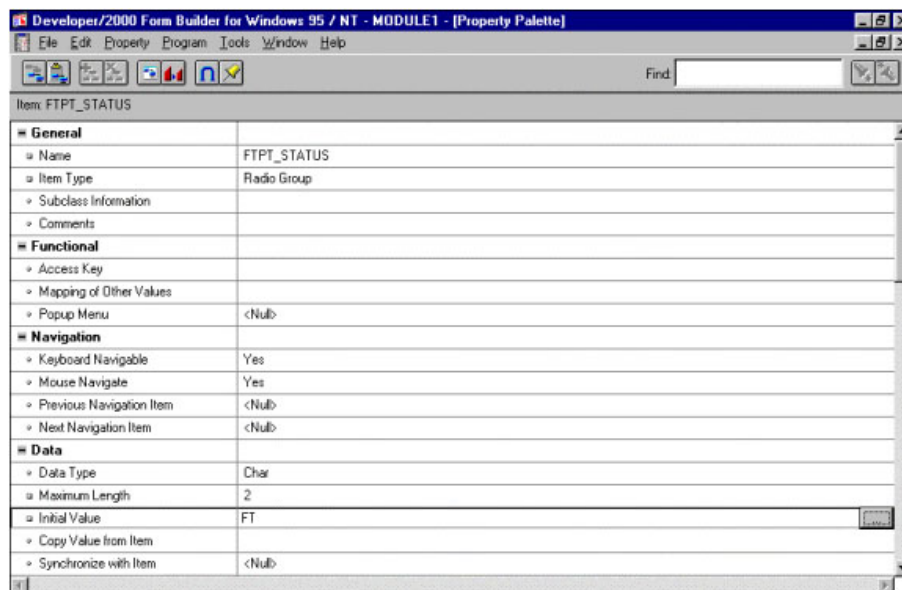 Developer/2000 Form Builder for Windows 95 / NT - MODULE1 - [Property Palette]
File Edit Property Program Tools Window Help
Find:
Item: FTPT_STATUS
General
Name FTPT_STATUS
Item Type Radio Group
Subclass Information
Comments
Functional
Access Key
Mapping of Other Values
Popup Menu <Null>
Navigation
Keyboard Navigable Yes
Mouse Navigate Yes
Previous Navigation Item <Null>
Next Navigation Item <Null>
Data
Data Type Char
Maximum Length 2
Initial Value FT ....
Copy Value from Item
Synchronize with Item <Null>